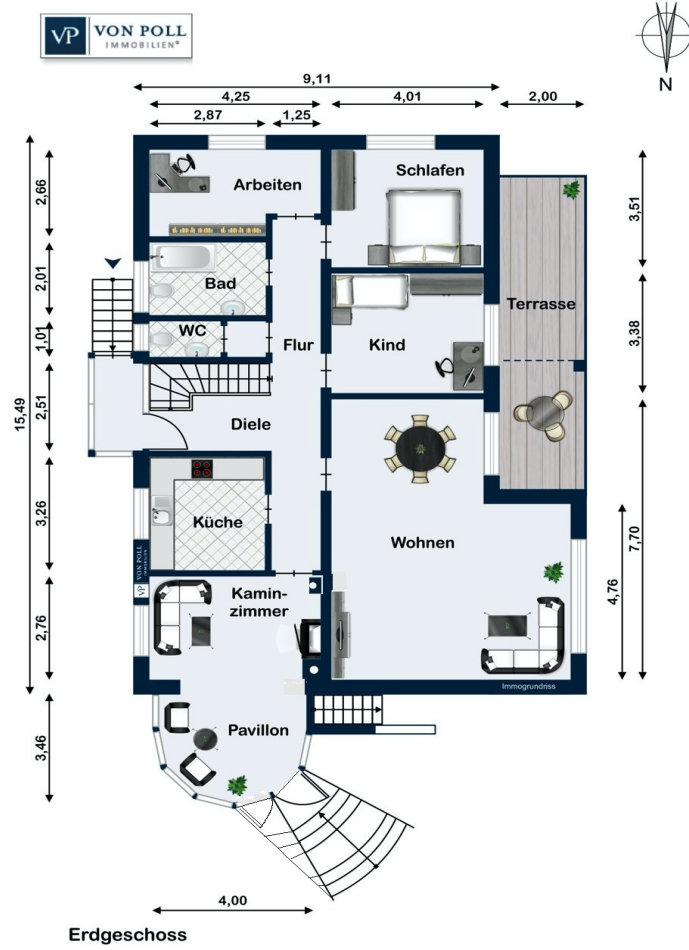 VP VON POLL
IMMOBILIEN®
N
9,11
4,25
4,01
2,00
2,87
1,25
15,49
2,66
2,01
1,01
2,51
3,26
2,76
3,46
3,51
3,38
7,70
4,76
Arbeiten
Schlafen
Bad
WC
Flur
Kind
Terrasse
Diele
Küche
Wohnen
VP VON POLL
IMMOBILIEN
Kamin-
zimmer
Immogrundriss
Pavillon
4,00
Erdgeschoss